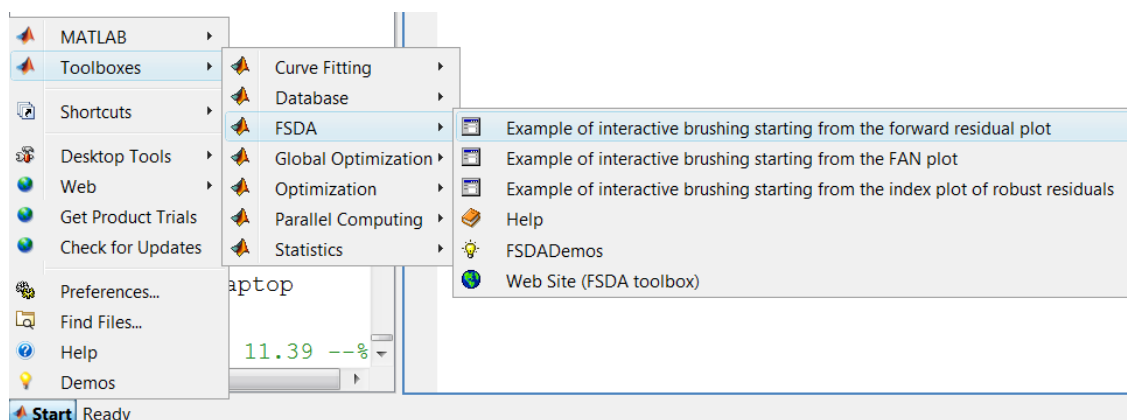 MATLAB
Toolboxes
Shortcuts
Desktop Tools
Web
Get Product Trials
Check for Updates
Preferences...
Find Files...
Help
Demos
Start Ready
Curve Fitting
Database
FSDA
Global Optimization
Optimization
Parallel Computing
Statistics
Example of interactive brushing starting from the forward residual plot
Example of interactive brushing starting from the FAN plot
Example of interactive brushing starting from the index plot of robust residuals
Help
FSDADemos
Web Site (FSDA toolbox)
11.39 --%